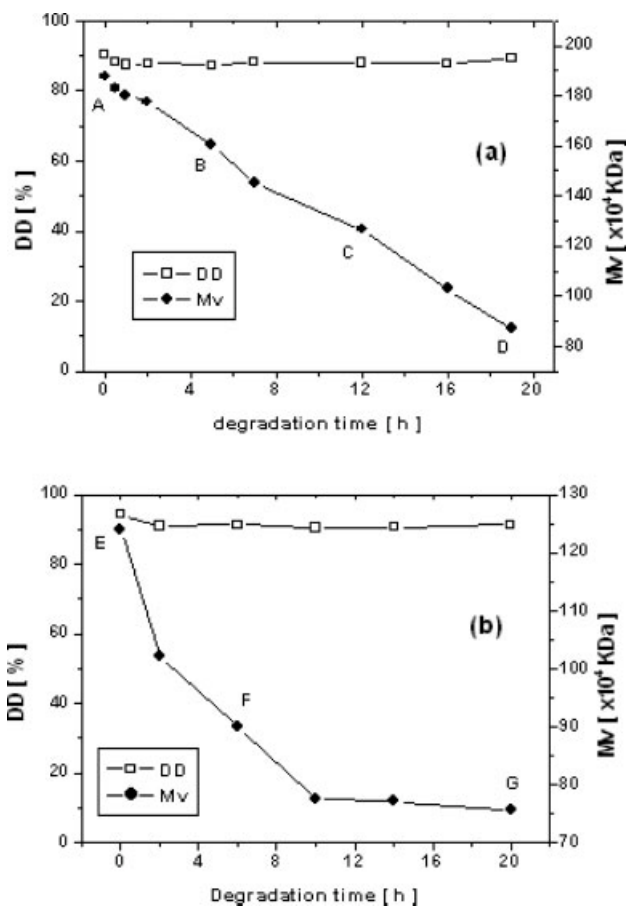 100
80
60
40
20
0
DD [ % ]
200
180
160
140
120
100
80
Mv [ x10⁴ KDa ]
A
B
C
D
(a)
DD
Mv
0 4 8 12 16 20
degradation time [ h ]
100
80
60
40
20
0
DD [ % ]
130
120
110
100
90
80
70
Mv [ x10⁴ KDa ]
E
F
G
(b)
DD
Mv
0 4 8 12 16 20
Degradation time [ h ]